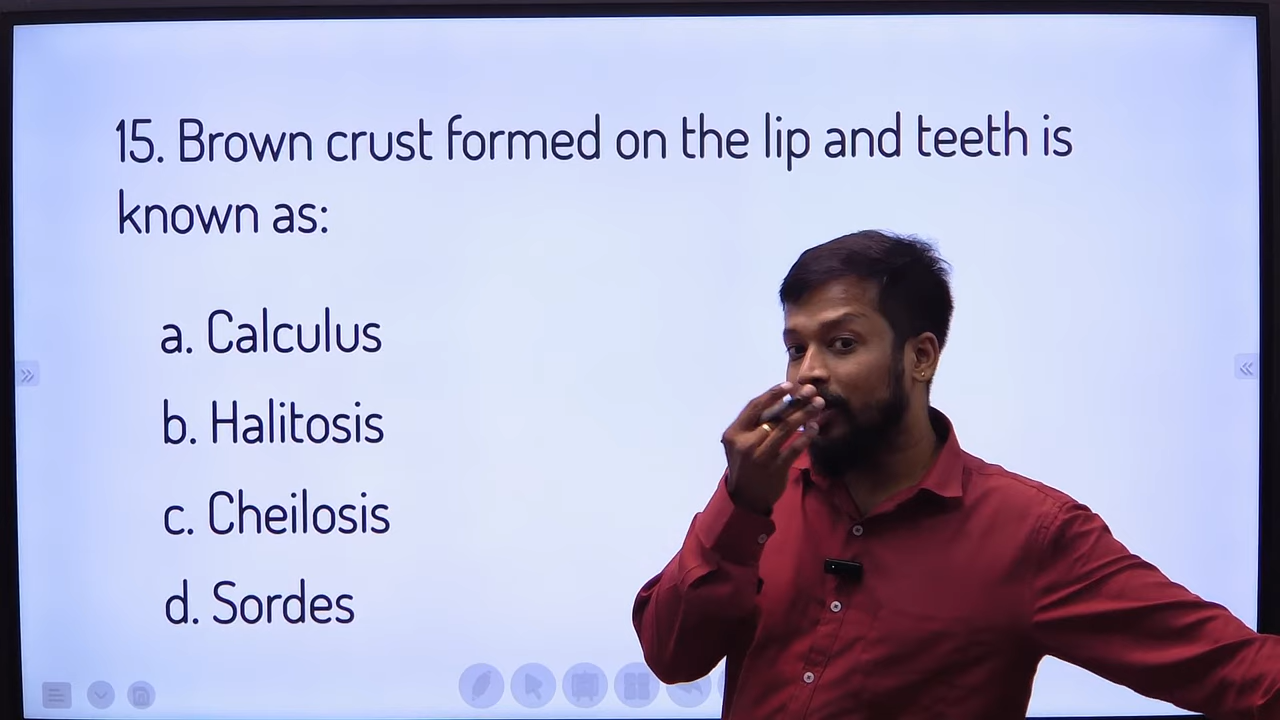 15. Brown crust formed on the lip and teeth is
known as:
a. Calculus
b. Halitosis
c. Cheilosis
d. Sordes